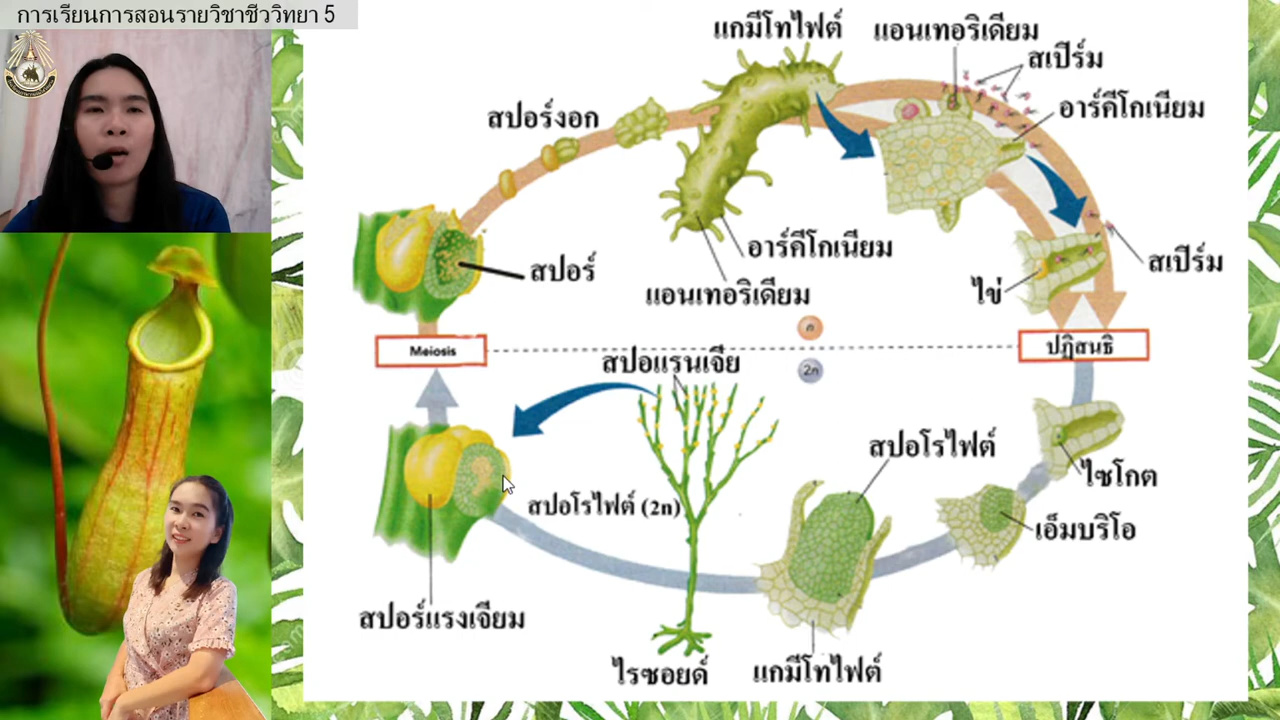 การเรียนการสอนรายวิชาชีววิทยา 5
แกมีโทไฟต์
แอนเทอริเดียม
สเปิร์ม
อาร์คีโกเนียม
สปอร์งอก
อาร์คีโกเนียม
สปอร์
แอนเทอริเดียม
ไข่
สเปิร์ม
n
Meiosis
ปฏิสนธิ
สปอแรนเจีย
2n
สปอโรไฟต์
ไซโกต
สปอโรไฟต์ (2n)
เอ็มบริโอ
สปอร์แรงเจียม
ไรซอยด์
แกมีโทไฟต์